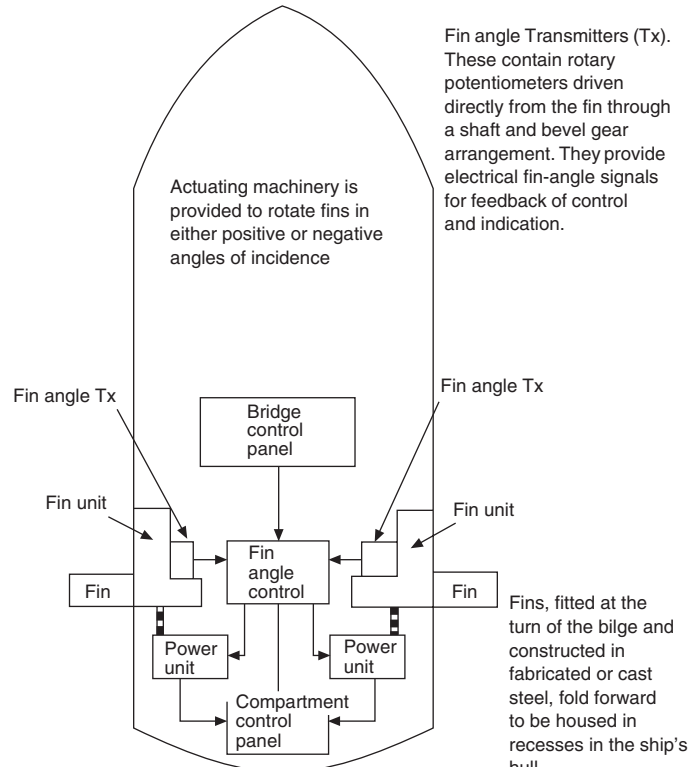 Fin angle Transmitters (Tx).
These contain rotary
potentiometers driven
directly from the fin through
a shaft and bevel gear
arrangement. They provide
electrical fin-angle signals
for feedback of control
and indication.
Actuating machinery is
provided to rotate fins in
either positive or negative
angles of incidence
Fin angle Tx
Fin angle Tx
Bridge
control
panel
Fin unit
Fin unit
Fin
angle
control
Fin
Fin
Power
unit
Power
unit
Compartment
control
panel
Fins, fitted at the
turn of the bilge and
constructed in
fabricated or cast
steel, fold forward
to be housed in
recesses in the ship's